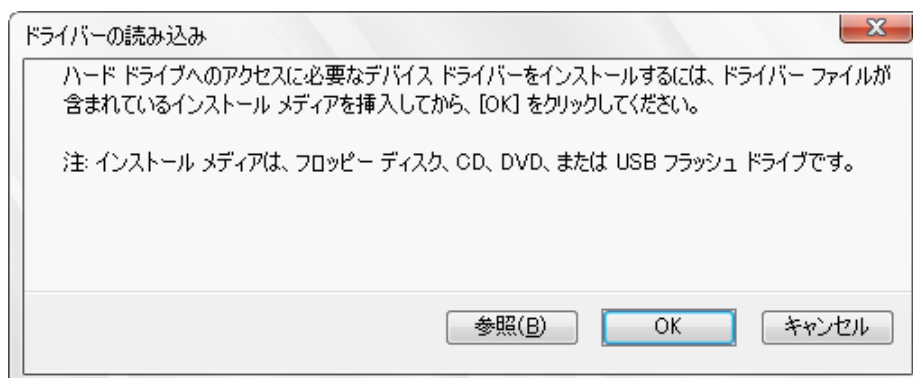 ドライバーの読み込み
ハード ドライブへのアクセスに必要なデバイス ドライバーをインストールするには、ドライバー ファイルが
含まれているインストール メディアを挿入してから、[OK] をクリックしてください。
注: インストール メディアは、フロッピー ディスク、CD、DVD、または USB フラッシュ ドライブです。
参照(B) OK キャンセル